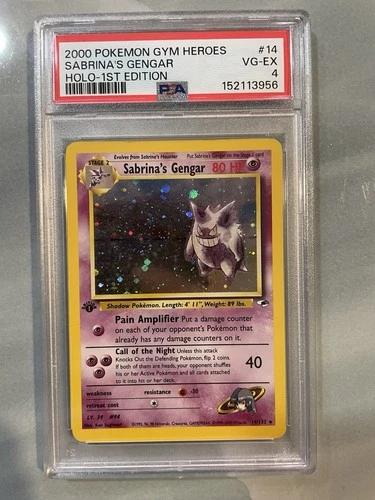 2000 POKEMON GYM HEROES #14
SABRINA'S GENGAR VG-EX
HOLO-1ST EDITION 4
PSA 152113956
STAGE 2 Evolves from Sabrina's Haunter Put Sabrina's Gengar on the Stage 1 card
Sabrina's Gengar 80 HP
Shadow Pokémon. Length: 4' 11", Weight: 89 lbs.
Pain Amplifier Put a damage counter
on each of your opponent's Pokémon that
already has any damage counters on it.
Call of the Night Unless this attack
Knocks Out the Defending Pokémon, flip 2 coins.
If both of them are heads, your opponent shuffles
his or her Active Pokémon and all cards attached
to it into his or her deck.
40
weakness resistance -30
retreat cost
LV. 39 #94
14/132